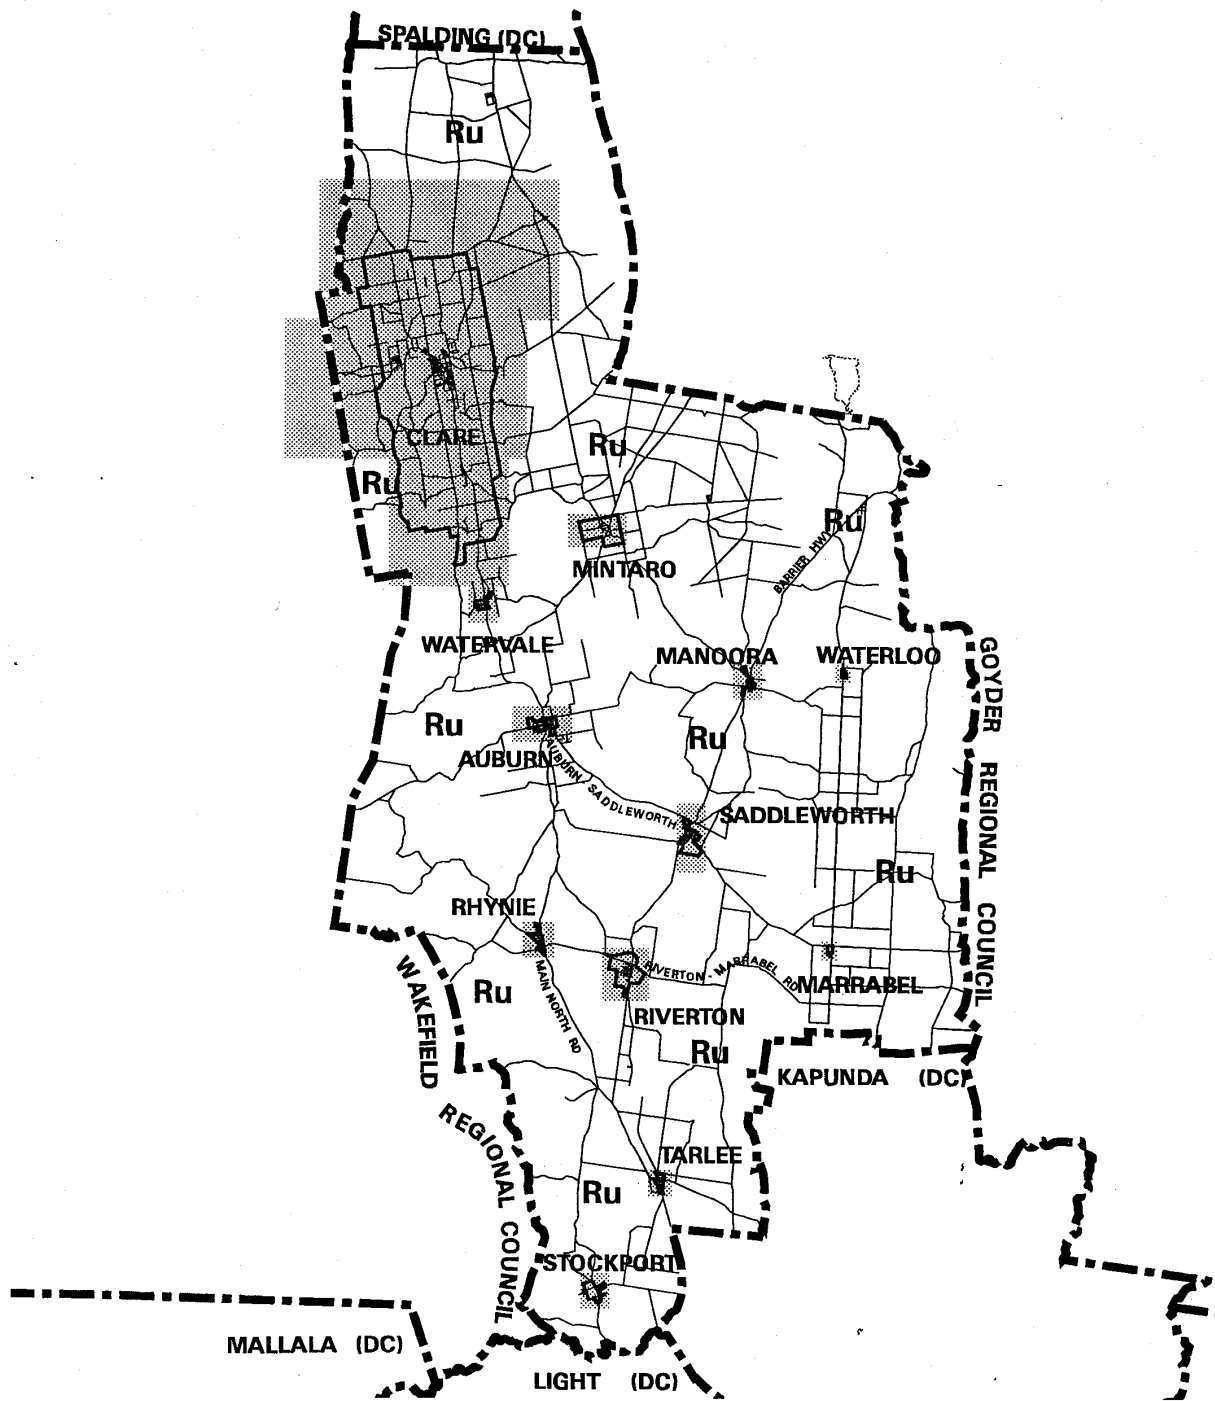 SPALDING (DC)
Ru
CLARE
Ru
Ru
Ru
BARRIER HWY
MINTARO
WATERVALE
MANOORA
WATERLOO
GOYDER REGIONAL COUNCIL
Ru
Ru
AUBURN
AUBURN SADDLEWORTH
SADDLEWORTH
Ru
RHYNIE
RIVERTON - MARRABEL RD
MARRABEL
WAKEFIELD REGIONAL COUNCIL
Ru
MAIN NORTH RD
RIVERTON
Ru
KAPUNDA (DC)
TARLEE
Ru
STOCKPORT
MALLALA (DC)
LIGHT (DC)